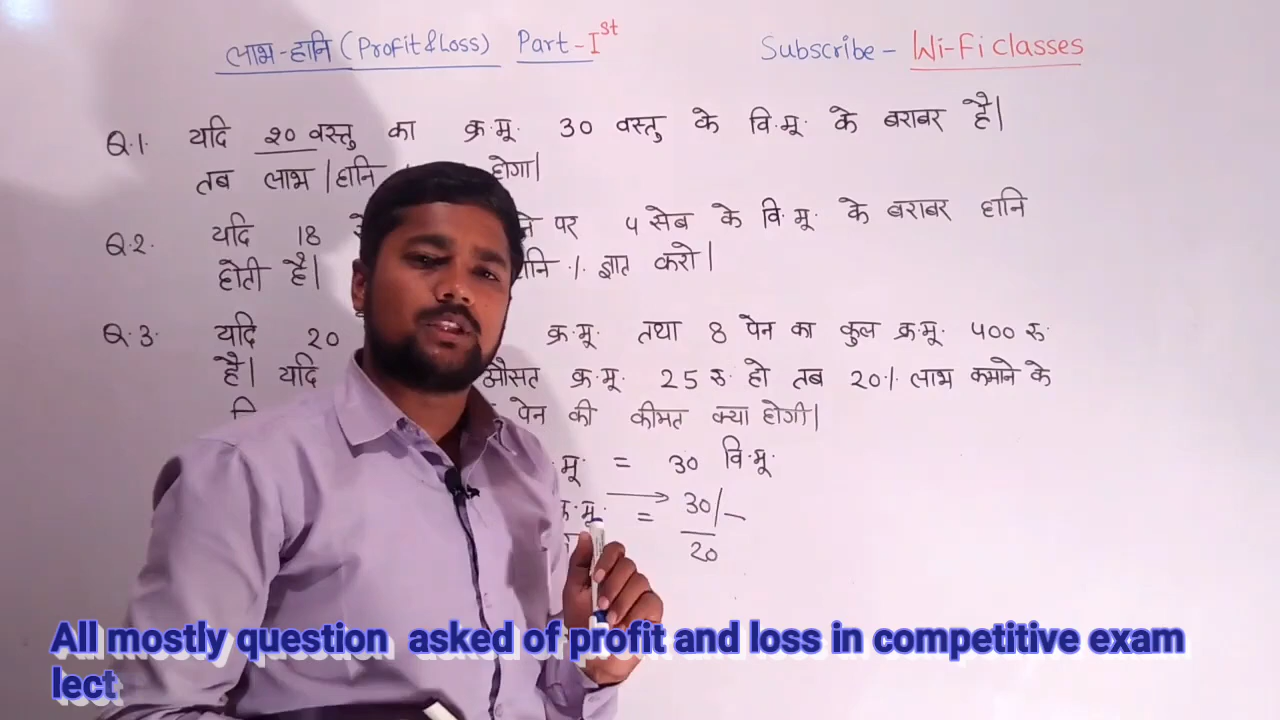 लाभ-हानि (Profit & Loss) Part - Ist
Subscribe - Wi-Fi classes
Q.1. यदि २० वस्तु का क्र.मू. 30 वस्तु के वि.मू. के बराबर है।
तब लाभ/हानि होगा।
Q.2. यदि 18 पर 4 सेब के वि.मू. के बराबर हानि
होती है। % ज्ञात करो।
Q.3. यदि 20 क्र.मू. तथा 8 पेन का कुल क्र.मू. 400 रु
है। यदि औसत क्र.मू. 25 रु हो तब 20% लाभ कमाने के
पेन की कीमत क्या होगी।
मू. = 30 वि.मू.
क्र.मू. = 30/-
20
All mostly question asked of profit and loss in competitive exam
lect